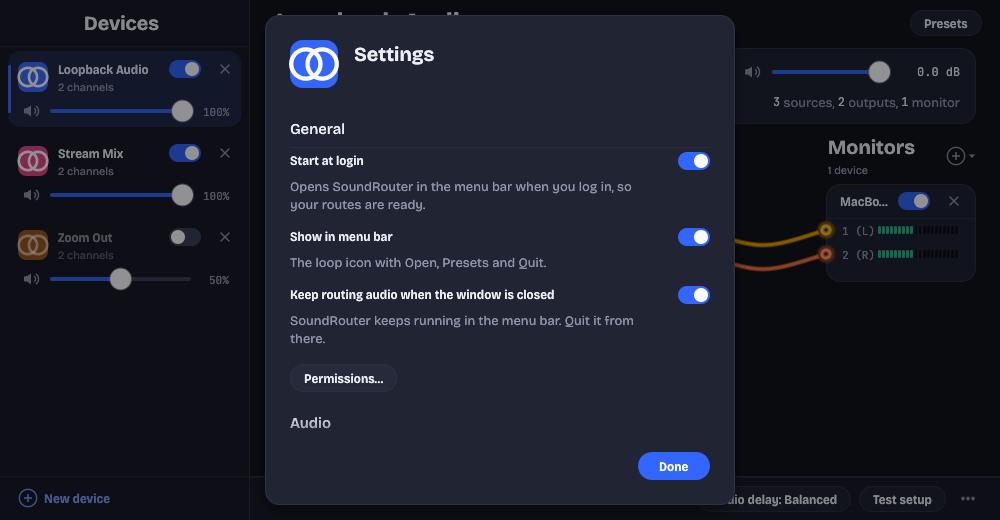 Devices
Loopback Audio
2 channels
100%
Stream Mix
2 channels
100%
Zoom Out
2 channels
50%
New device
Settings
General
Start at login
Opens SoundRouter in the menu bar when you log in, so
your routes are ready.
Show in menu bar
The loop icon with Open, Presets and Quit.
Keep routing audio when the window is closed
SoundRouter keeps running in the menu bar. Quit it from
there.
Permissions...
Audio
Done
Presets
0.0 dB
3 sources, 2 outputs, 1 monitor
Monitors
1 device
MacBo...
1 (L)
2 (R)
delay: Balanced
Test setup